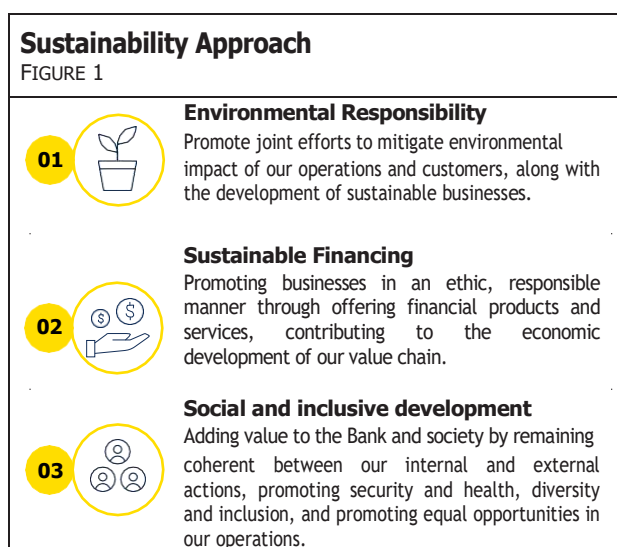 Sustainability Approach
FIGURE 1
Environmental Responsibility
01
Promote joint efforts to mitigate environmental
impact of our operations and customers, along with
the development of sustainable businesses.
Sustainable Financing
02
Promoting businesses in an ethic, responsible
manner through offering financial products and
services, contributing to the economic
development of our value chain.
Social and inclusive development
03
Adding value to the Bank and society by remaining
coherent between our internal and external
actions, promoting security and health, diversity
and inclusion, and promoting equal opportunities in
our operations.